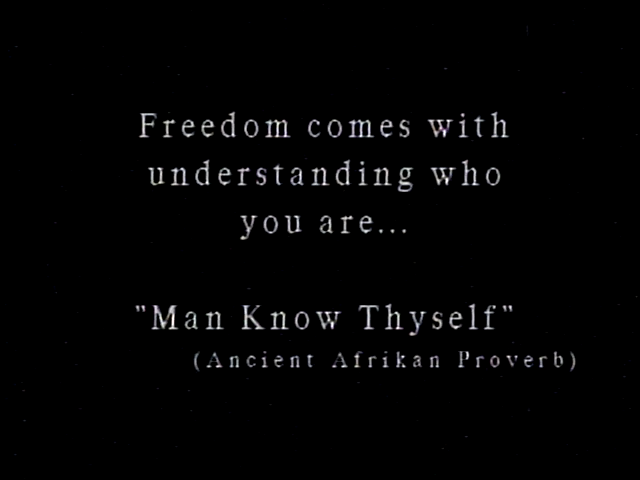 Freedom comes with
understanding who
you are...
"Man Know Thyself"
(Ancient Afrikan Proverb)